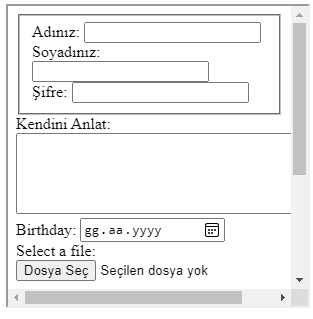 Adınız:
Soyadınız:
Şifre:
Kendini Anlat:
Birthday: gg.aa.yyyy
Select a file:
Dosya Seç Seçilen dosya yok